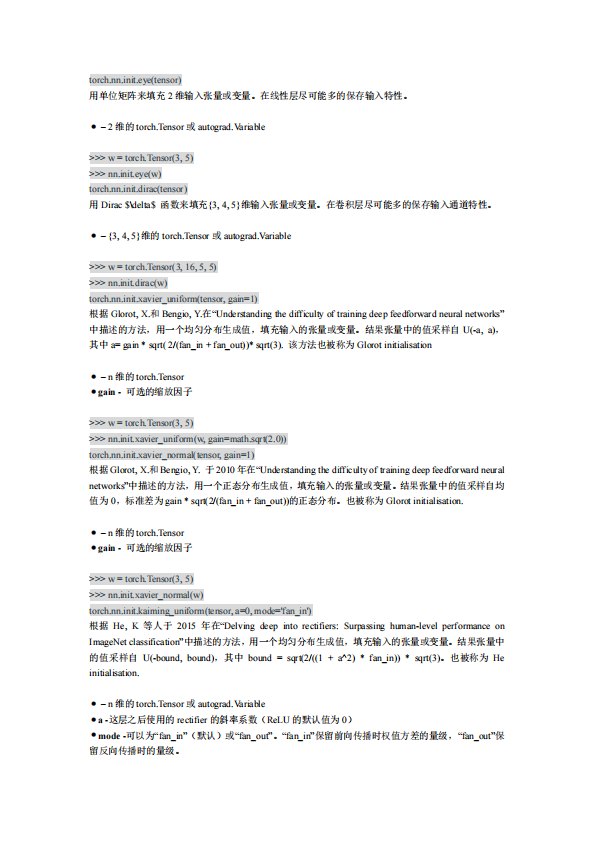 torch.nn.init.eye(tensor)
用单位矩阵来填充 2 维输入张量或变量。在线性层尽可能多的保存输入特性。
● – 2 维的 torch.Tensor 或 autograd.Variable
>>> w = torch.Tensor(3, 5)
>>> nn.init.eye(w)
torch.nn.init.dirac(tensor)
用 Dirac $\delta$ 函数来填充{3, 4, 5}维输入张量或变量。在卷积层尽可能多的保存输入通道特性。
● – {3, 4, 5}维的 torch.Tensor 或 autograd.Variable
>>> w = torch.Tensor(3, 16, 5, 5)
>>> nn.init.dirac(w)
torch.nn.init.xavier_uniform(tensor, gain=1)
根据 Glorot, X.和 Bengio, Y.在“Understanding the difficulty of training deep feedforward neural networks”
中描述的方法，用一个均匀分布生成值，填充输入的张量或变量。结果张量中的值采样自 U(-a, a)，
其中 a= gain * sqrt( 2/(fan_in + fan_out))* sqrt(3). 该方法也被称为 Glorot initialisation
● – n 维的 torch.Tensor
● gain - 可选的缩放因子
>>> w = torch.Tensor(3, 5)
>>> nn.init.xavier_uniform(w, gain=math.sqrt(2.0))
torch.nn.init.xavier_normal(tensor, gain=1)
根据 Glorot, X.和 Bengio, Y. 于 2010 年在“Understanding the difficulty of training deep feedforward neural
networks”中描述的方法，用一个正态分布生成值，填充输入的张量或变量。结果张量中的值采样自均
值为 0，标准差为 gain * sqrt(2/(fan_in + fan_out))的正态分布。也被称为 Glorot initialisation.
● – n 维的 torch.Tensor
● gain - 可选的缩放因子
>>> w = torch.Tensor(3, 5)
>>> nn.init.xavier_normal(w)
torch.nn.init.kaiming_uniform(tensor, a=0, mode='fan_in')
根据 He, K 等人于 2015 年在“Delving deep into rectifiers: Surpassing human-level performance on
ImageNet classification”中描述的方法，用一个均匀分布生成值，填充输入的张量或变量。结果张量中
的值采样自 U(-bound, bound)，其中 bound = sqrt(2/((1 + a^2) * fan_in)) * sqrt(3)。也被称为 He
initialisation.
● – n 维的 torch.Tensor 或 autograd.Variable
● a -这层之后使用的 rectifier 的斜率系数（ReLU 的默认值为 0）
● mode -可以为“fan_in”（默认）或“fan_out”。“fan_in”保留前向传播时权值方差的量级，“fan_out”保
留反向传播时的量级。